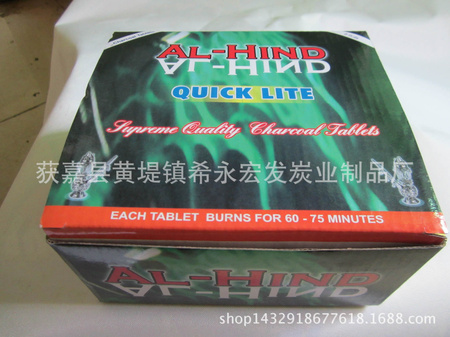 AL-HIND
AL-HIND
QUICK LITE
Supreme Quality Charcoal Tablets
获嘉县黄堤镇希永宏发炭业制品厂
EACH TABLET BURNS FOR 60 - 75 MINUTES
AL-HIND
AL-HIND
shop1432918677618.1688.com